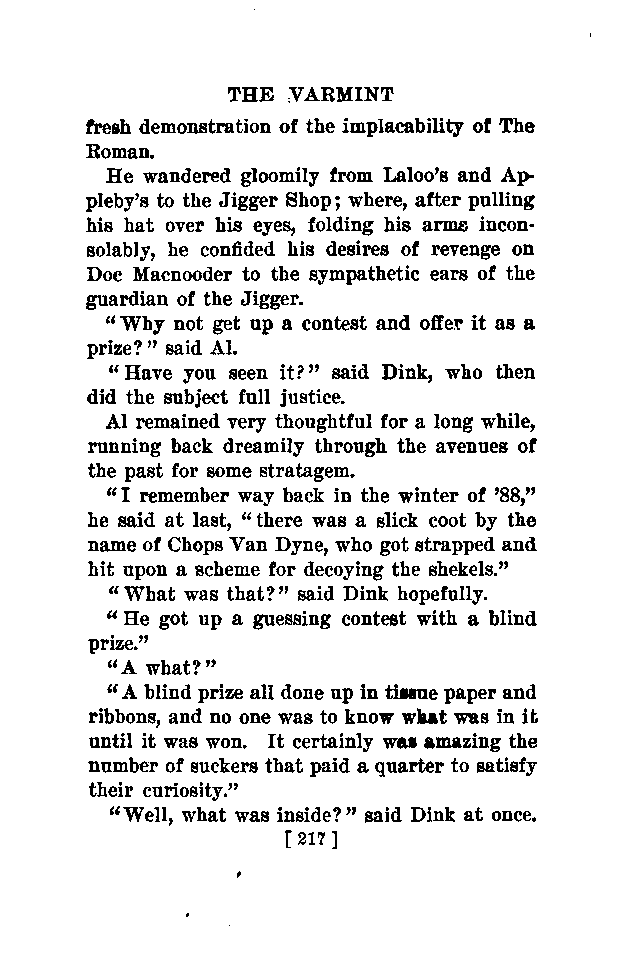 THE VARMINT
fresh demonstration of the implacability of The
Roman.
He wandered gloomily from Laloo's and Ap-
pleby's to the Jigger Shop; where, after pulling
his hat over his eyes, folding his arms incon-
solably, he confided his desires of revenge on
Doc Macnooder to the sympathetic ears of the
guardian of the Jigger.
"Why not get up a contest and offer it as a
prize?" said Al.
"Have you seen it?" said Dink, who then
did the subject full justice.
Al remained very thoughtful for a long while,
running back dreamily through the avenues of
the past for some stratagem.
"I remember way back in the winter of '88,"
he said at last, "there was a slick coot by the
name of Chops Van Dyne, who got strapped and
hit upon a scheme for decoying the shekels."
"What was that?" said Dink hopefully.
"He got up a guessing contest with a blind
prize."
"A what?"
"A blind prize all done up in tissue paper and
ribbons, and no one was to know what was in it
until it was won. It certainly was amazing the
number of suckers that paid a quarter to satisfy
their curiosity."
"Well, what was inside?" said Dink at once.
[217]